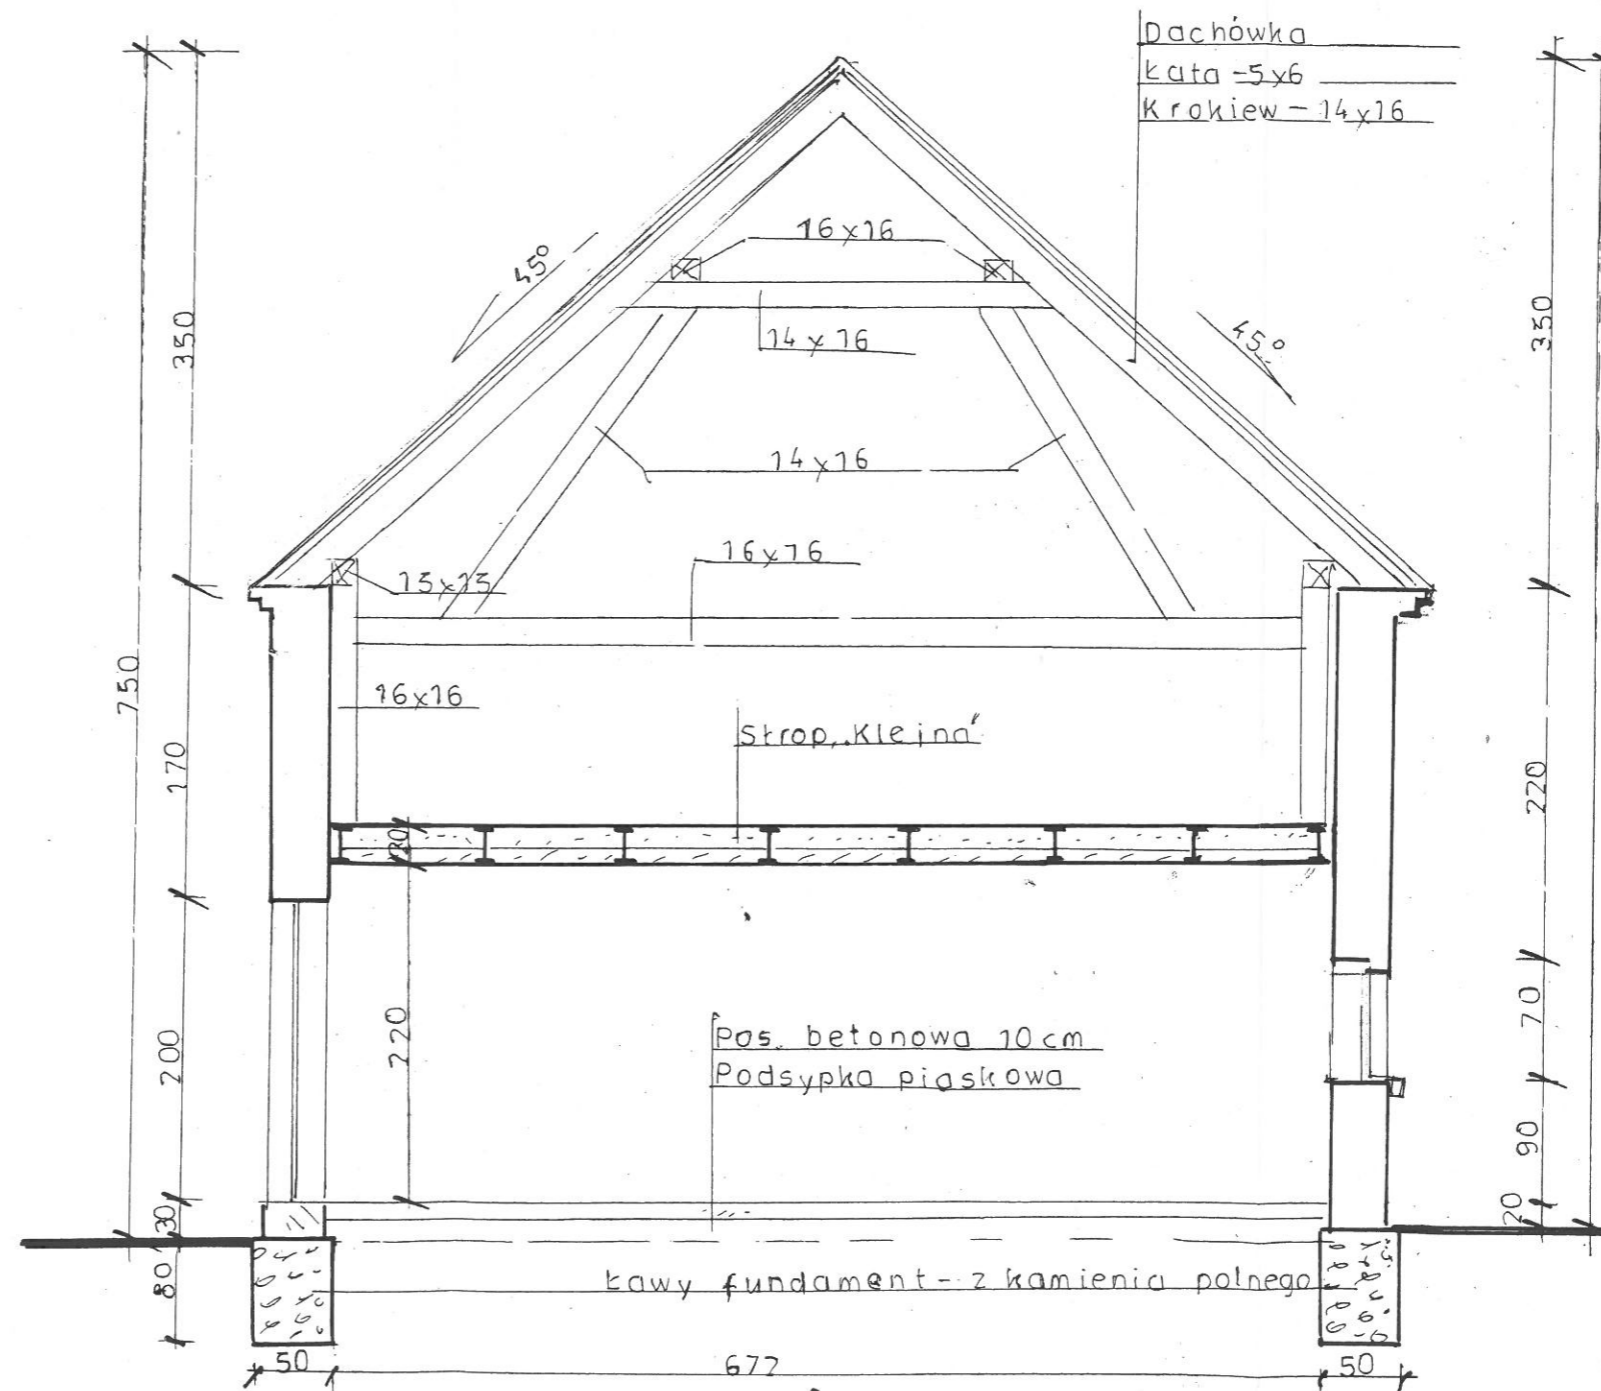 Dachówka
Łata -5x6
Krokiew - 14x16
16x16
45°
45°
14x16
350
350
14x16
16x16
15x15
750
16x16
Strop „Kleina"
170
220
20
220
200
70
Pos. betonowa 10 cm
Podsypka piaskowa
90
30
20
80
Ławy fundament - z kamienia polnego
50
672
50